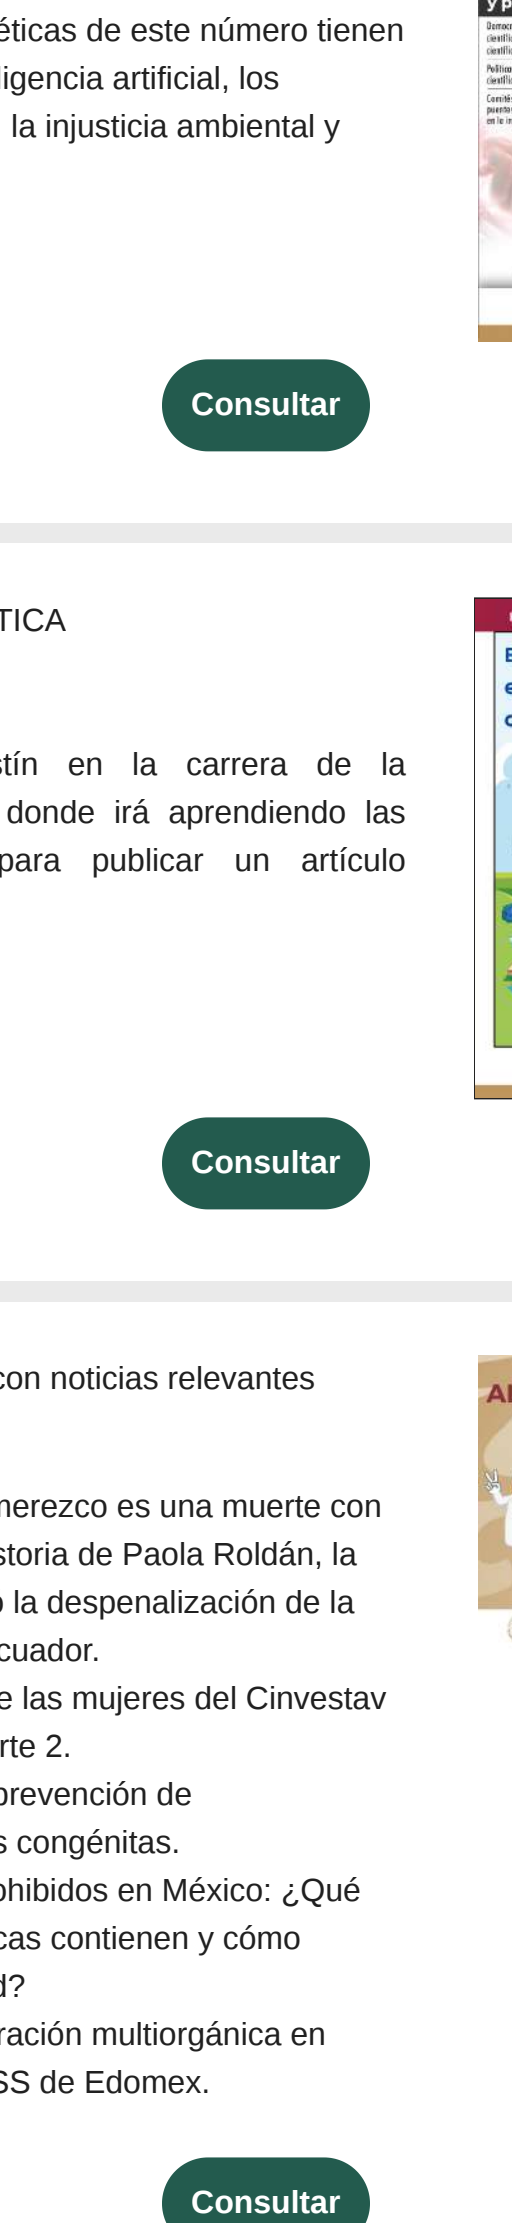 éticas de este número tienen
ligencia artificial, los
la injusticia ambiental y
Consultar
TICA
stín en la carrera de la
donde irá aprendiendo las
para publicar un artículo
Consultar
con noticias relevantes
merezco es una muerte con
storia de Paola Roldán, la
o la despenalización de la
cuador.
e las mujeres del Cinvestav
rte 2.
prevención de
s congénitas.
ohibidos en México: ¿Qué
cas contienen y cómo
d?
ración multiorgánica en
SS de Edomex.
Consultar